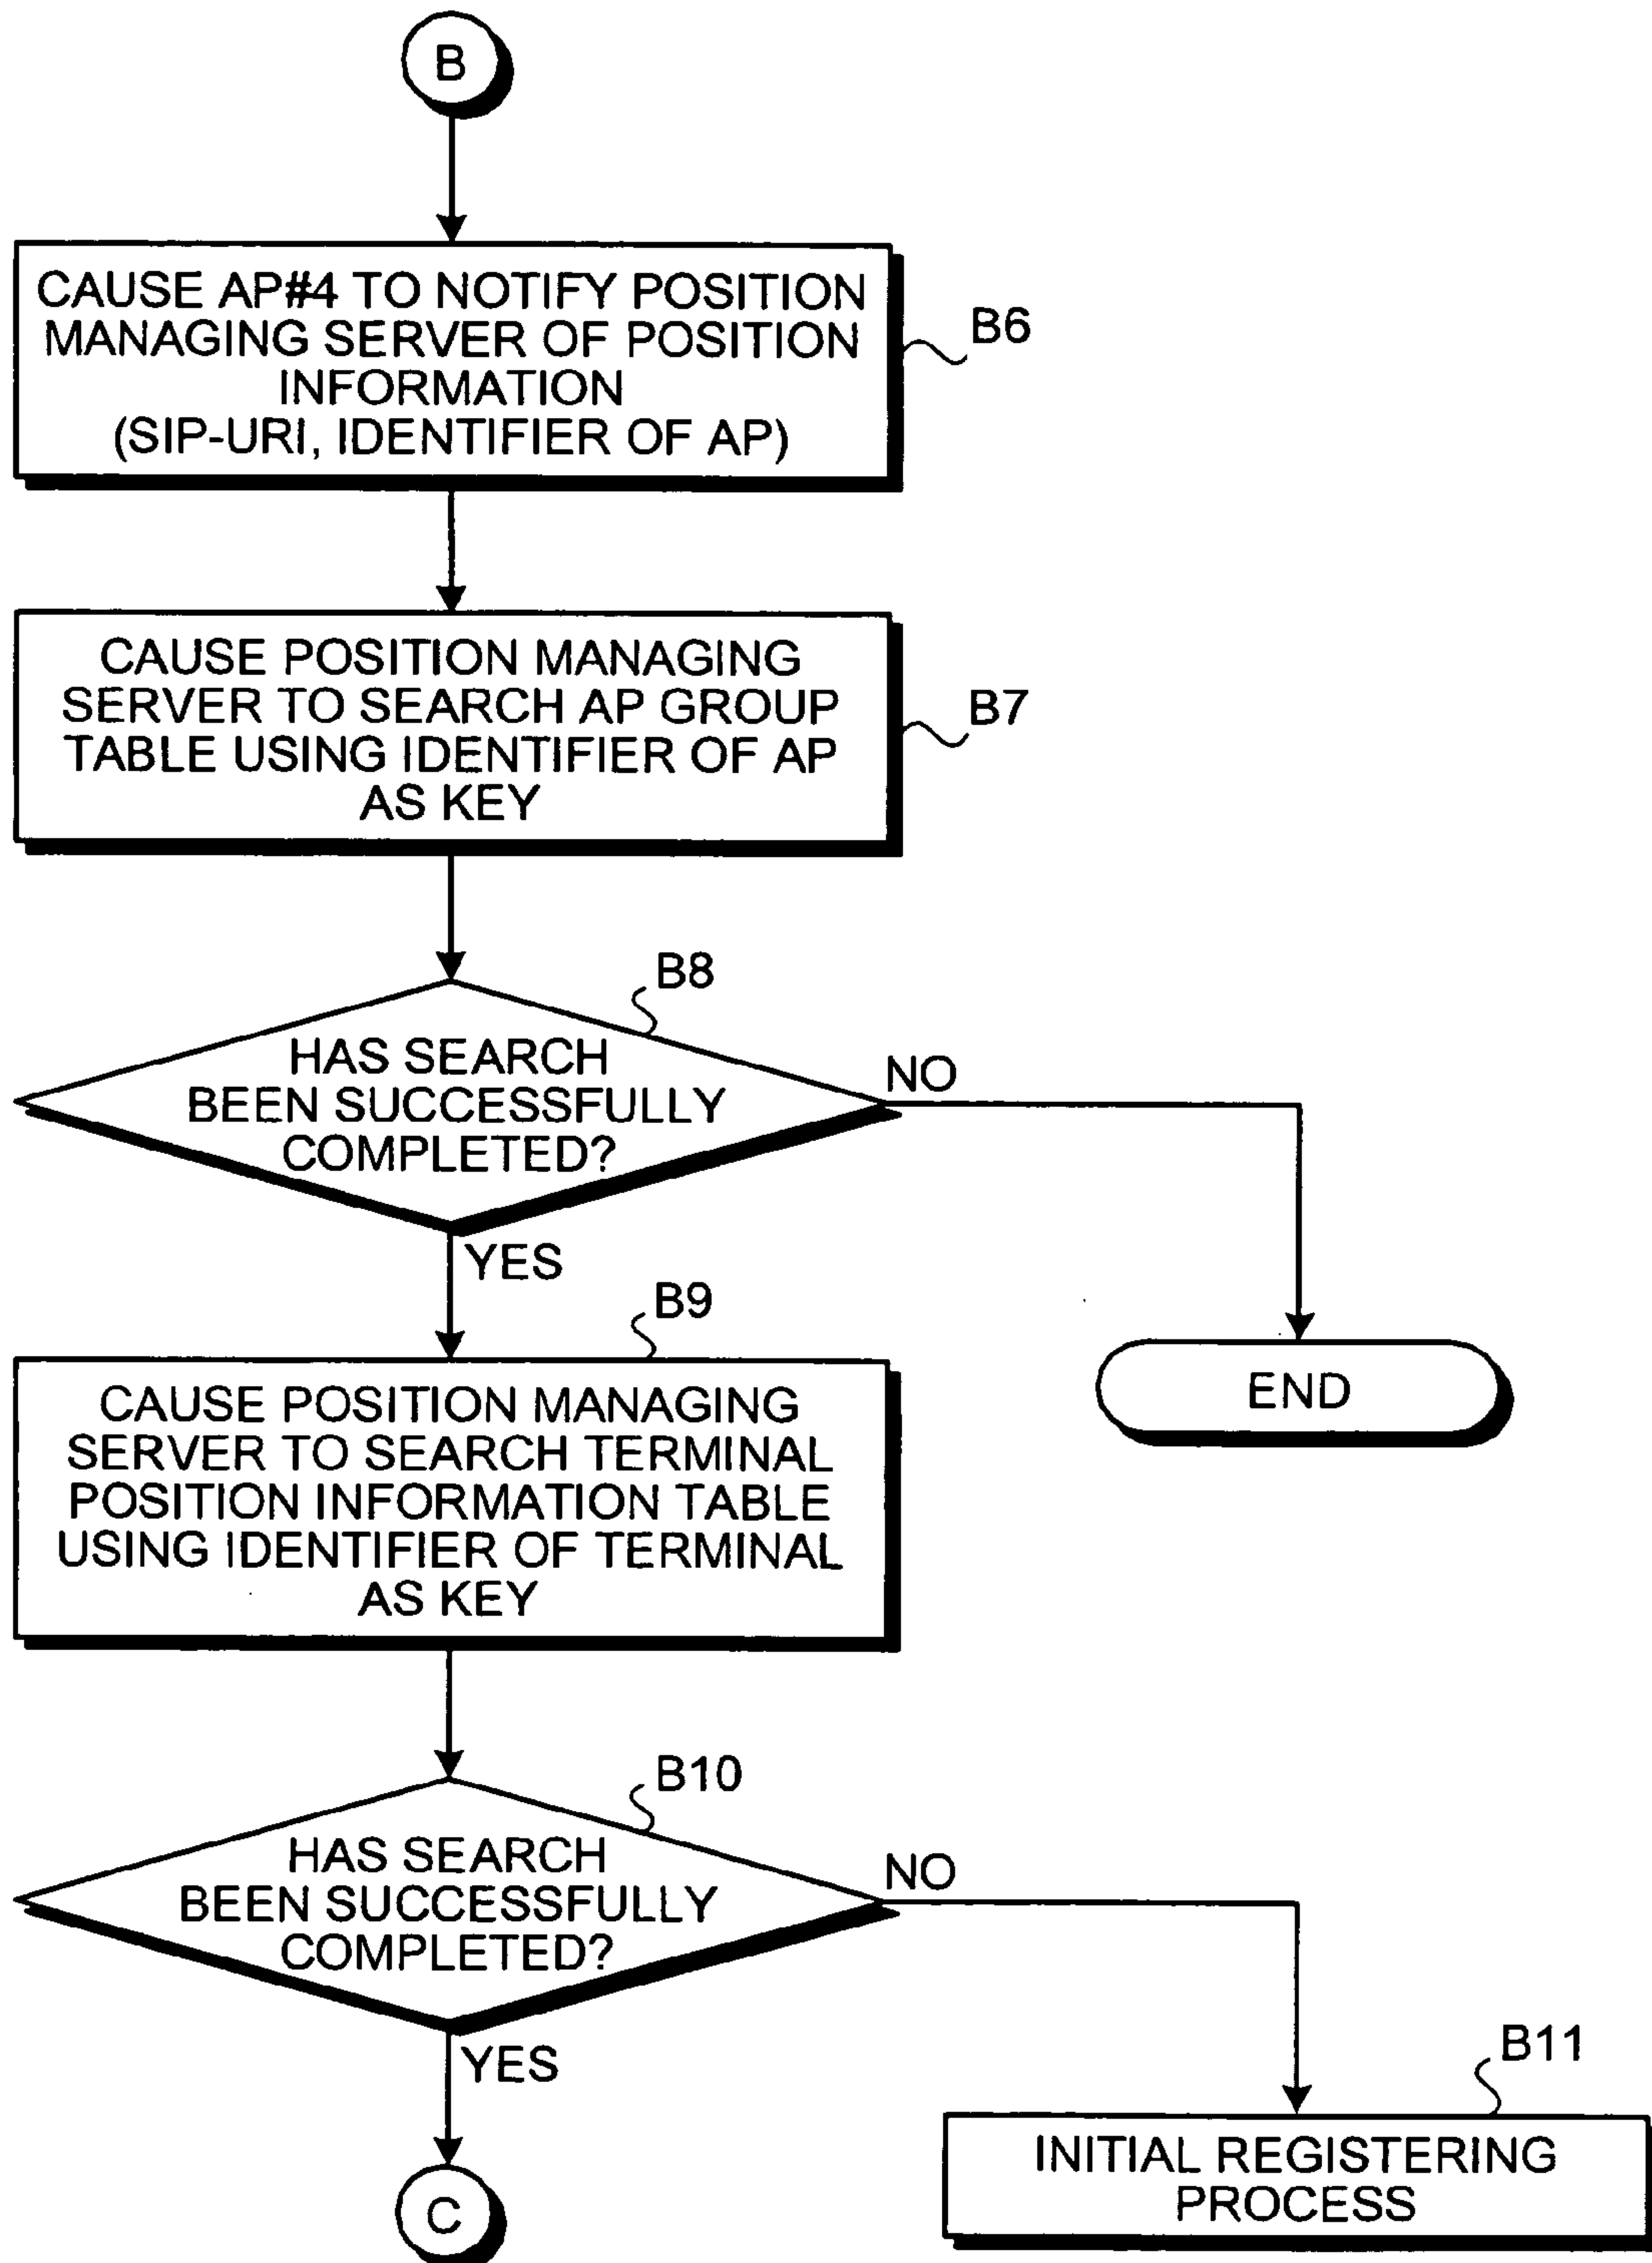 B
CAUSE AP#4 TO NOTIFY POSITION
MANAGING SERVER OF POSITION
INFORMATION
(SIP-URI, IDENTIFIER OF AP)
B6
CAUSE POSITION MANAGING
SERVER TO SEARCH AP GROUP
TABLE USING IDENTIFIER OF AP
AS KEY
B7
B8
HAS SEARCH
BEEN SUCCESSFULLY
COMPLETED?
NO
YES
END
B9
CAUSE POSITION MANAGING
SERVER TO SEARCH TERMINAL
POSITION INFORMATION TABLE
USING IDENTIFIER OF TERMINAL
AS KEY
B10
HAS SEARCH
BEEN SUCCESSFULLY
COMPLETED?
NO
YES
B11
INITIAL REGISTERING
PROCESS
C